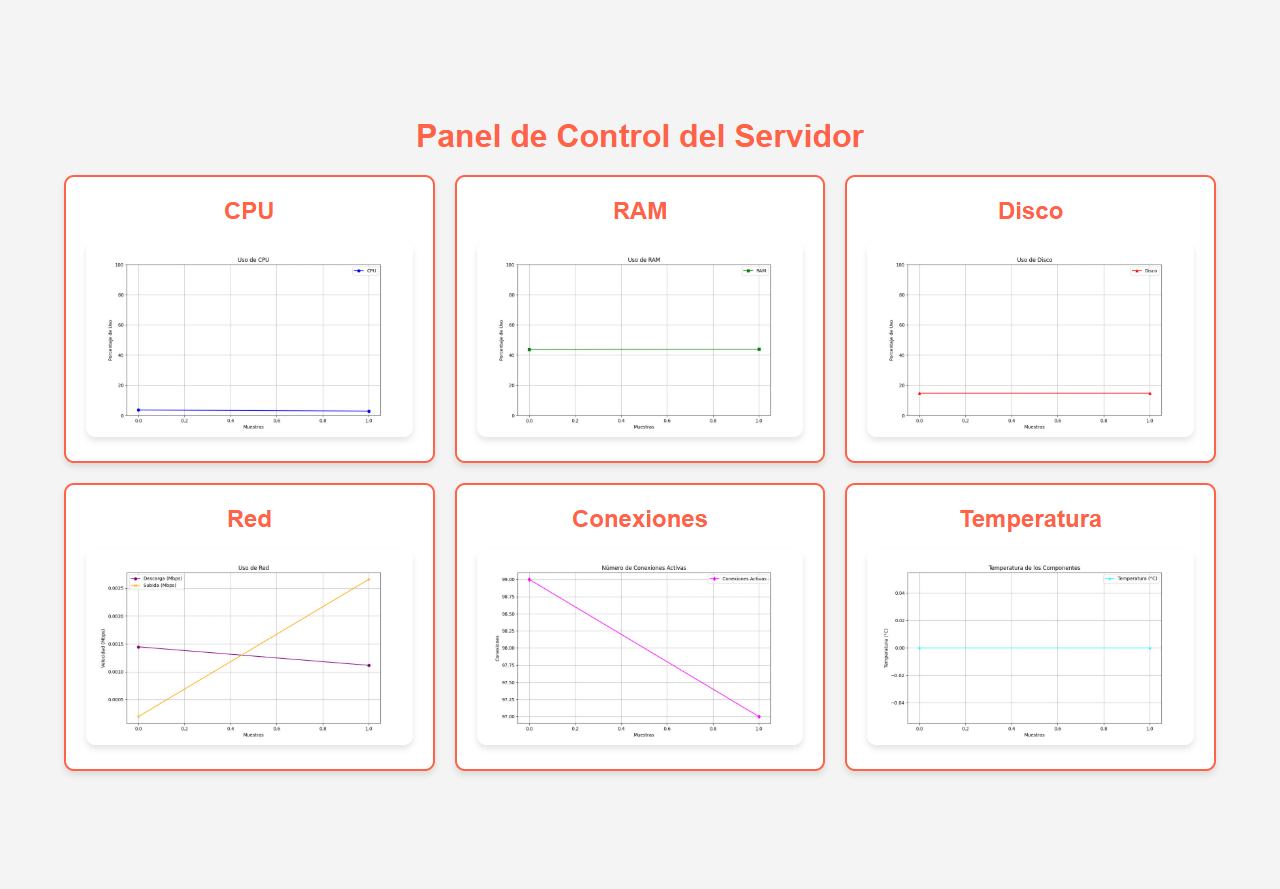 Panel de Control del Servidor
CPU
Uso de CPU
CPU
100
80
60
40
20
0
Porcentaje de Uso
0.0 0.2 0.4 0.6 0.8 1.0
Muestras
RAM
Uso de RAM
RAM
100
80
60
40
20
0
Porcentaje de Uso
0.0 0.2 0.4 0.6 0.8 1.0
Muestras
Disco
Uso de Disco
Disco
100
80
60
40
20
0
Porcentaje de Uso
0.0 0.2 0.4 0.6 0.8 1.0
Muestras
Red
Uso de Red
Descarga (Mbps)
Subida (Mbps)
0.0025
0.0020
0.0015
0.0010
0.0005
Velocidad (Mbps)
0.0 0.2 0.4 0.6 0.8 1.0
Muestras
Conexiones
Número de Conexiones Activas
Conexiones Activas
99.00
98.75
98.50
98.25
98.00
97.75
97.50
97.25
97.00
Conexiones
0.0 0.2 0.4 0.6 0.8 1.0
Muestras
Temperatura
Temperatura de los Componentes
Temperatura (°C)
0.04
0.02
0.00
−0.02
−0.04
Temperatura (°C)
0.0 0.2 0.4 0.6 0.8 1.0
Muestras